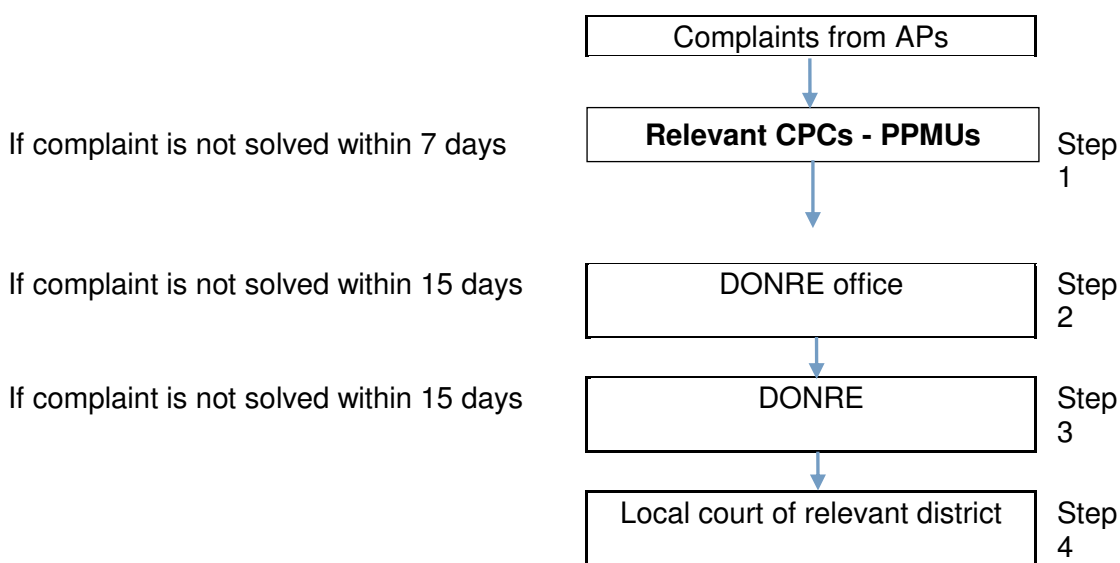 Complaints from APs
If complaint is not solved within 7 days
Relevant CPCs - PPMUs
Step
1
If complaint is not solved within 15 days
DONRE office
Step
2
If complaint is not solved within 15 days
DONRE
Step
3
Local court of relevant district
Step
4